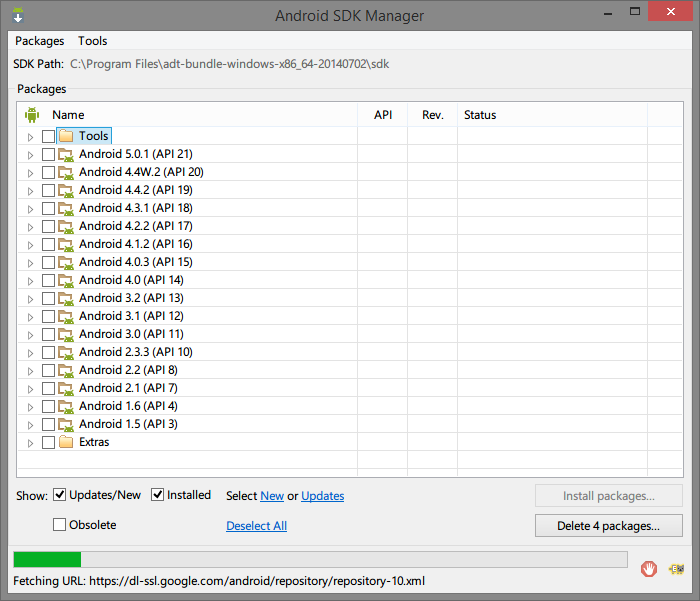 Android SDK Manager
Packages Tools
SDK Path: C:\Program Files\adt-bundle-windows-x86_64-20140702\sdk
Packages
Name API Rev. Status
Tools
Android 5.0.1 (API 21)
Android 4.4W.2 (API 20)
Android 4.4.2 (API 19)
Android 4.3.1 (API 18)
Android 4.2.2 (API 17)
Android 4.1.2 (API 16)
Android 4.0.3 (API 15)
Android 4.0 (API 14)
Android 3.2 (API 13)
Android 3.1 (API 12)
Android 3.0 (API 11)
Android 2.3.3 (API 10)
Android 2.2 (API 8)
Android 2.1 (API 7)
Android 1.6 (API 4)
Android 1.5 (API 3)
Extras
Show: Updates/New Installed Select New or Updates Install packages...
Obsolete Deselect All Delete 4 packages...
Fetching URL: https://dl-ssl.google.com/android/repository/repository-10.xml